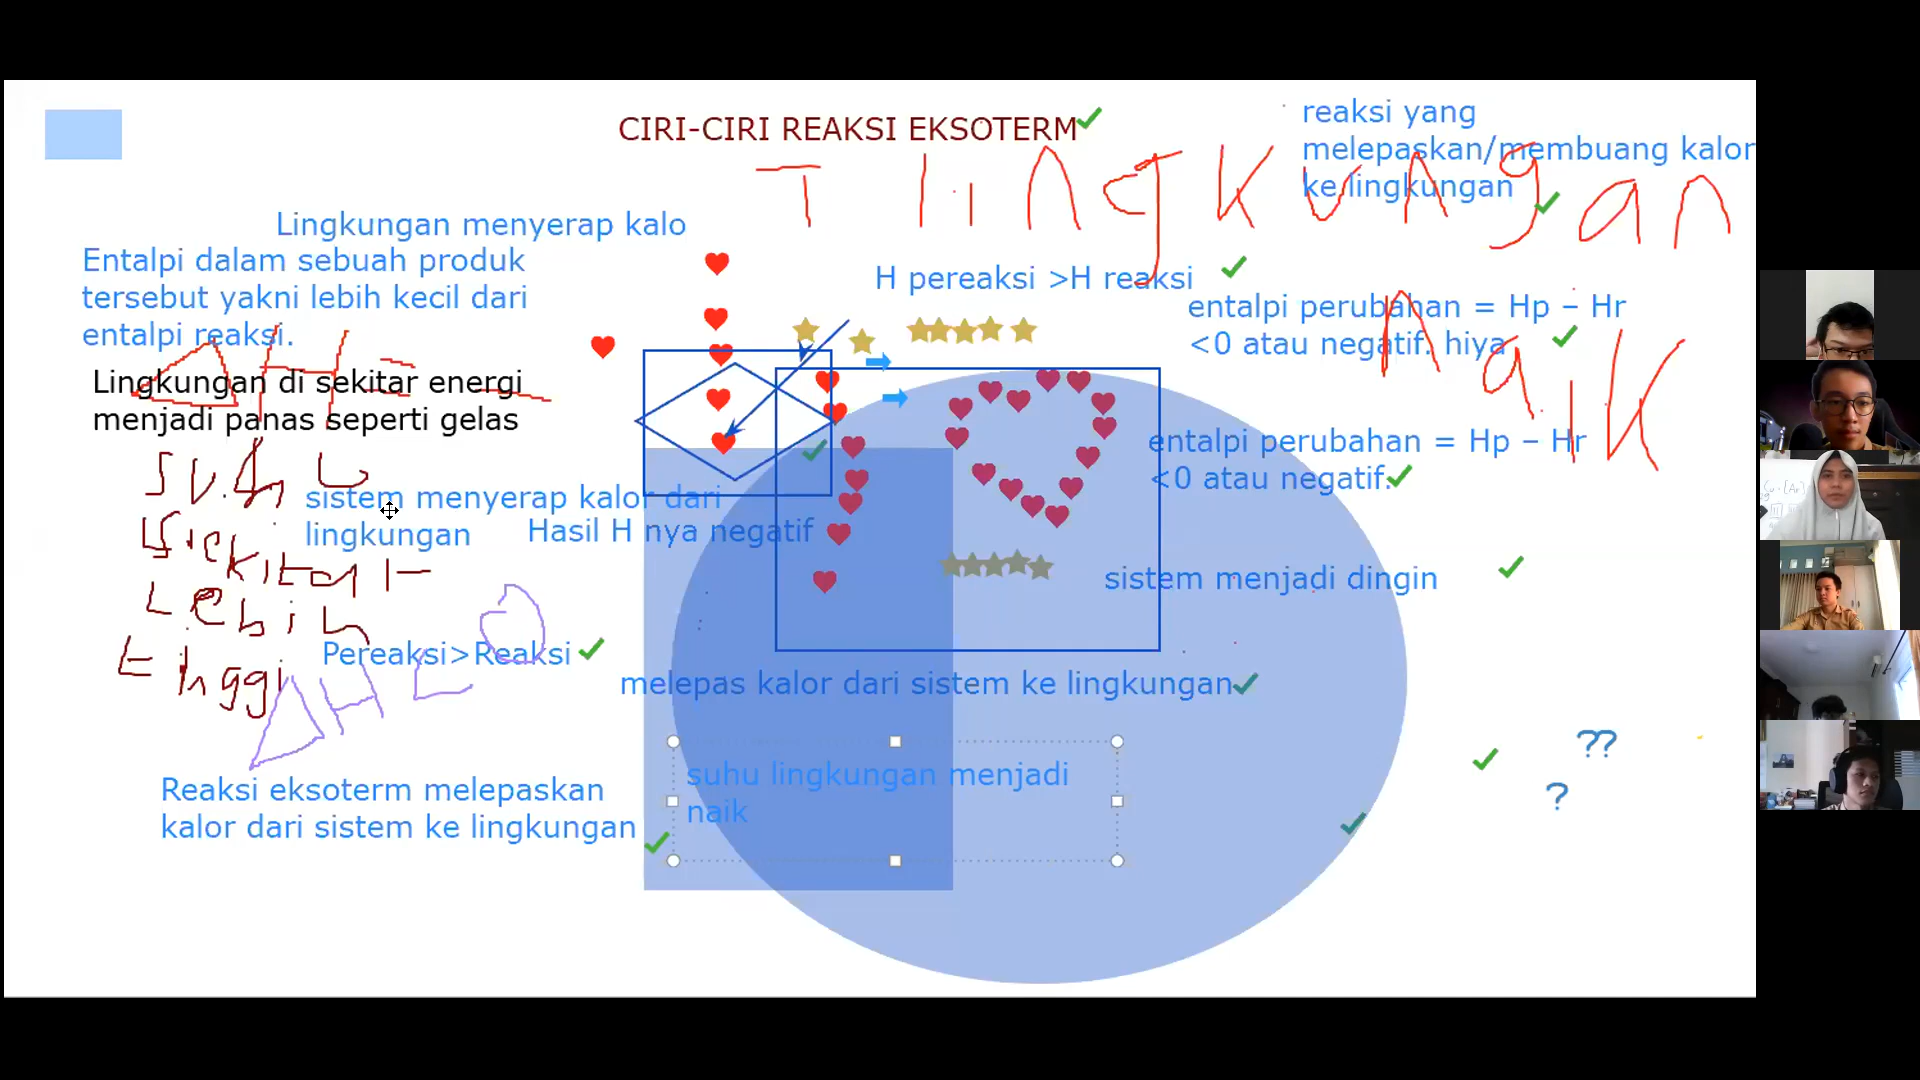 CIRI-CIRI REAKSI EKSOTERM
reaksi yang
melepaskan/membuang kalor
ke lingkungan
T lingkungan
naik
Lingkungan menyerap kalo
Entalpi dalam sebuah produk
tersebut yakni lebih kecil dari
entalpi reaksi.
H pereaksi >H reaksi
entalpi perubahan = Hp – Hr
<0 atau negatif. hiya
ΔH = -
Lingkungan di sekitar energi
menjadi panas seperti gelas
entalpi perubahan = Hp – Hr
<0 atau negatif.
Suhu
sekitar
Lebih
tinggi
sistem menyerap kalor dari
lingkungan
Hasil H nya negatif
sistem menjadi dingin
Pereaksi>Reaksi
ΔH < 0
melepas kalor dari sistem ke lingkungan
suhu lingkungan menjadi
naik
Reaksi eksoterm melepaskan
kalor dari sistem ke lingkungan
??
?